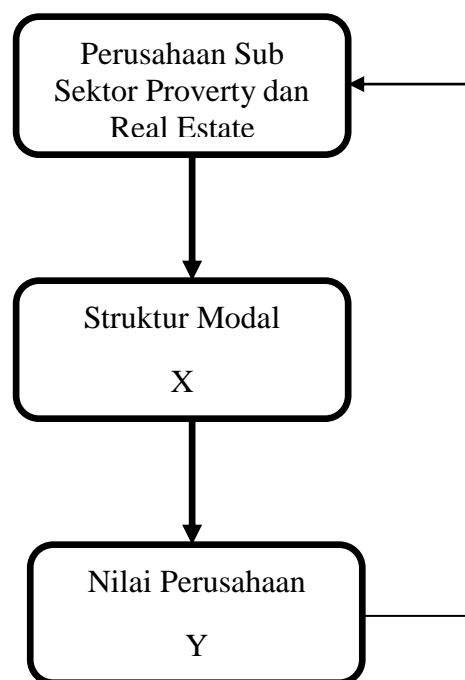 Perusahaan Sub
Sektor Proverty dan
Real Estate
Struktur Modal
X
Nilai Perusahaan
Y